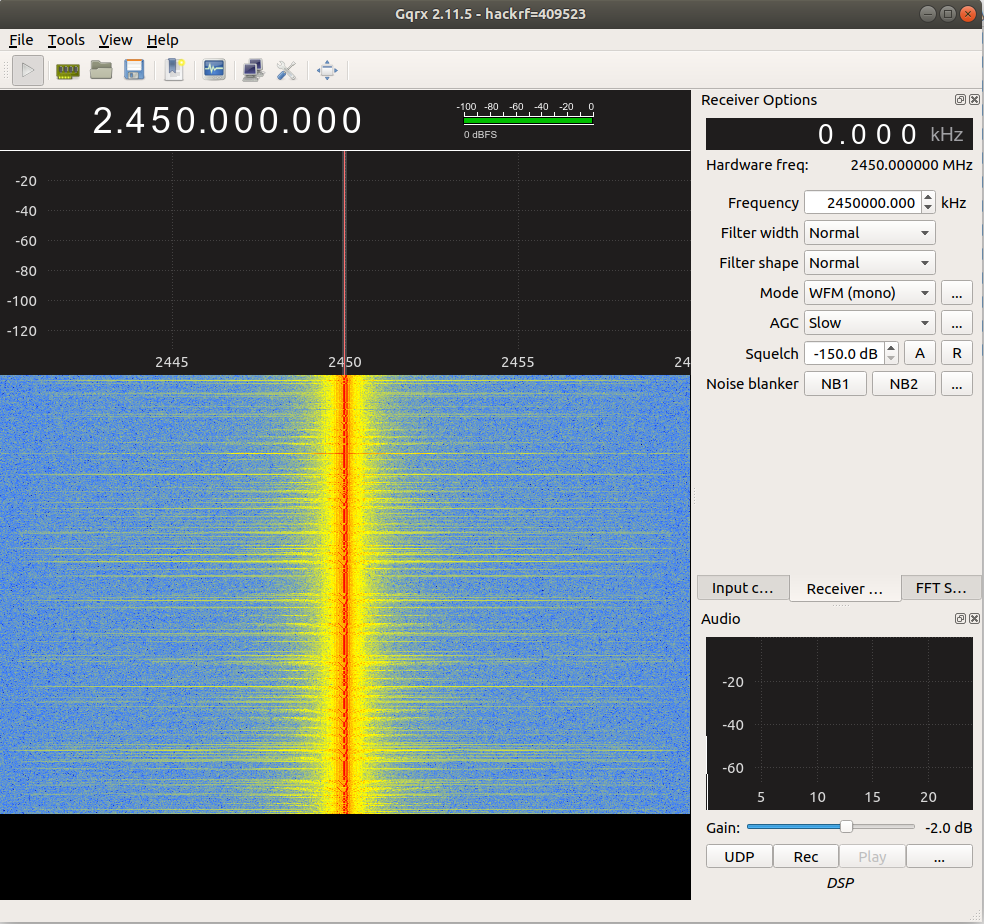 Gqrx 2.11.5 - hackrf=409523
File Tools View Help
2.450.000.000
-100 -80 -60 -40 -20 0
0 dBFS
-20
-40
-60
-80
-100
-120
2445 2450 2455 24
Receiver Options
0.000 kHz
Hardware freq: 2450.000000 MHz
Frequency 2450000.000 kHz
Filter width Normal
Filter shape Normal
Mode WFM (mono) ...
AGC Slow ...
Squelch -150.0 dB A R
Noise blanker NB1 NB2 ...
Input c... Receiver ... FFT S...
Audio
-20
-40
-60
5 10 15 20
Gain: -2.0 dB
UDP Rec Play ...
DSP